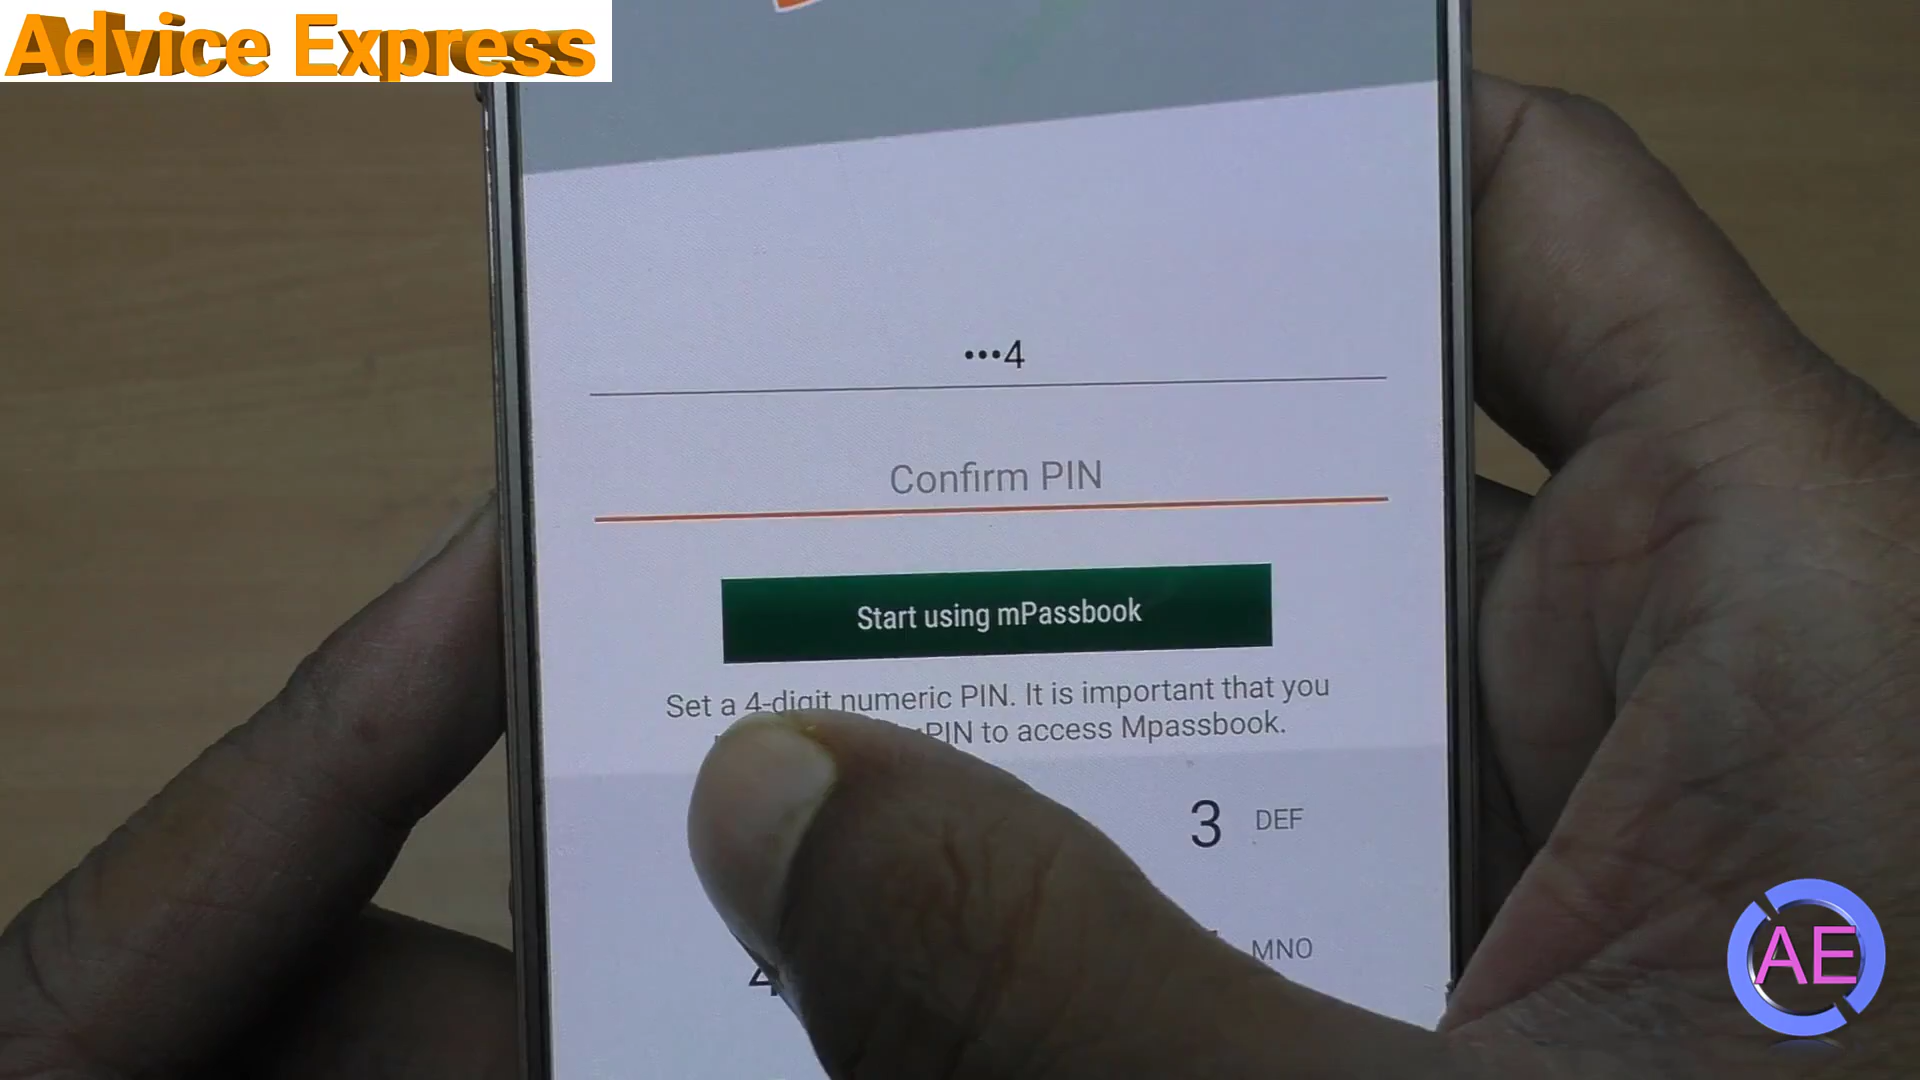 Advice Express
•••4
Confirm PIN
Start using mPassbook
Set a 4-digit numeric PIN. It is important that you
PIN to access Mpassbook.
3 DEF
4 MNO
AE